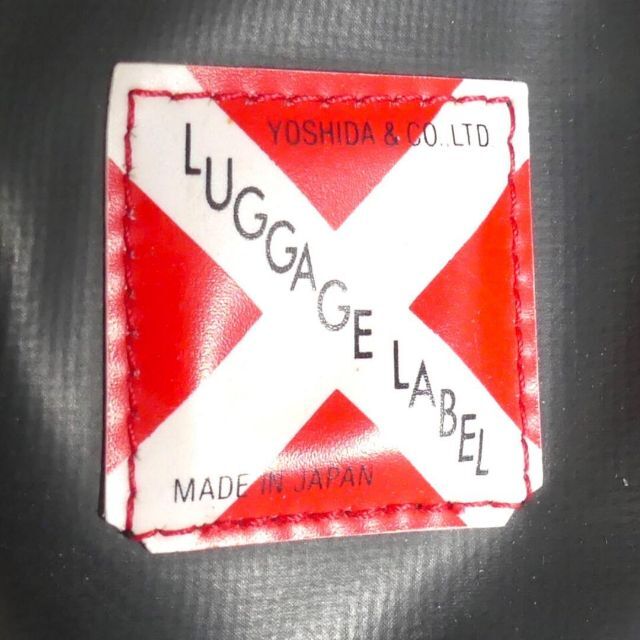 YOSHIDA & CO.,LTD.
LUGGAGE LABEL
MADE IN JAPAN